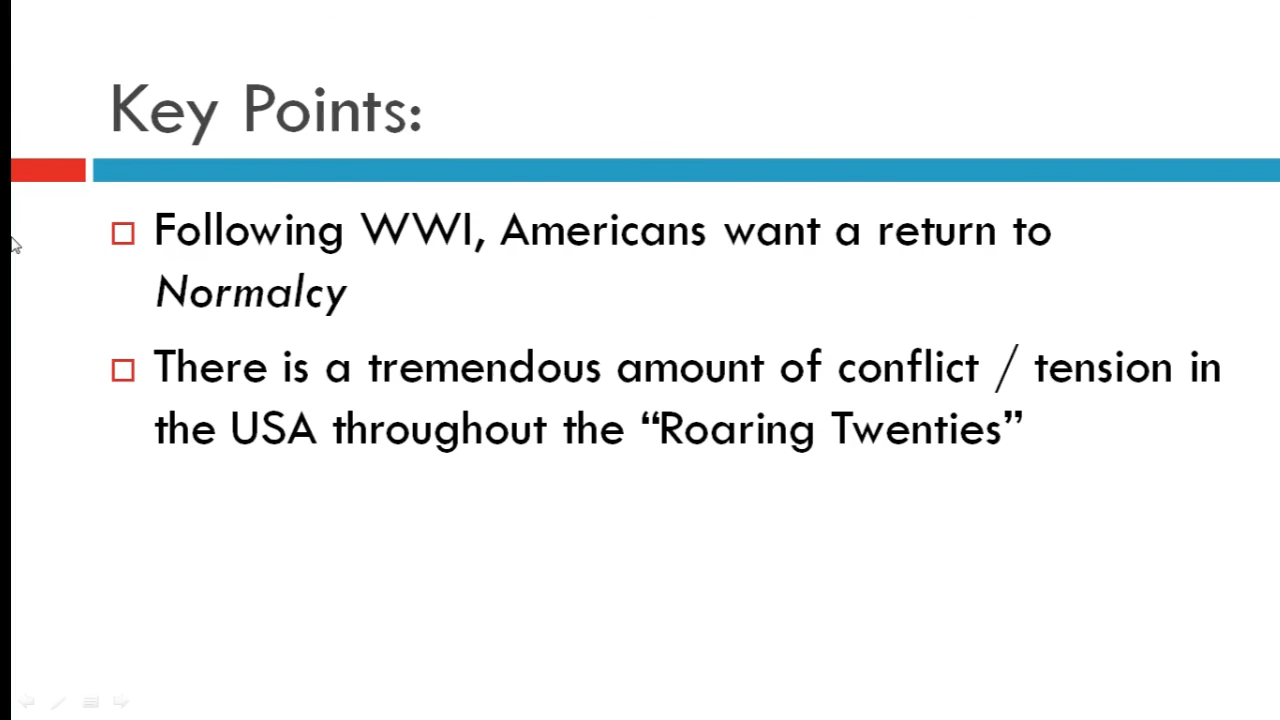 Key Points:
Following WWI, Americans want a return to
Normalcy
There is a tremendous amount of conflict / tension in
the USA throughout the “Roaring Twenties”